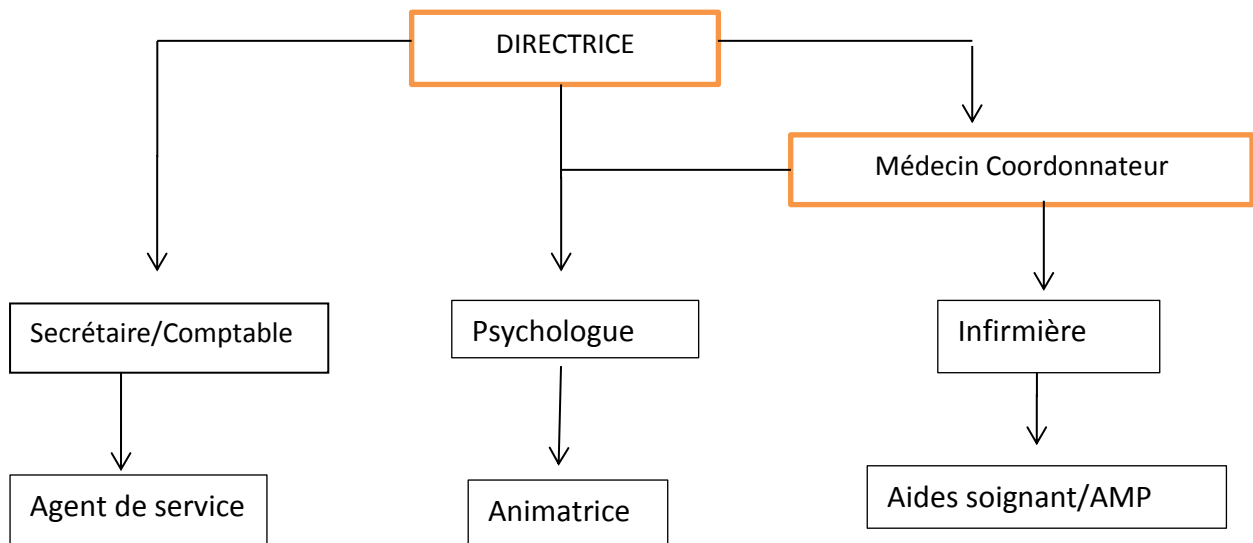 DIRECTRICE
Médecin Coordonnateur
Secrétaire/Comptable
Psychologue
Infirmière
Agent de service
Animatrice
Aides soignant/AMP